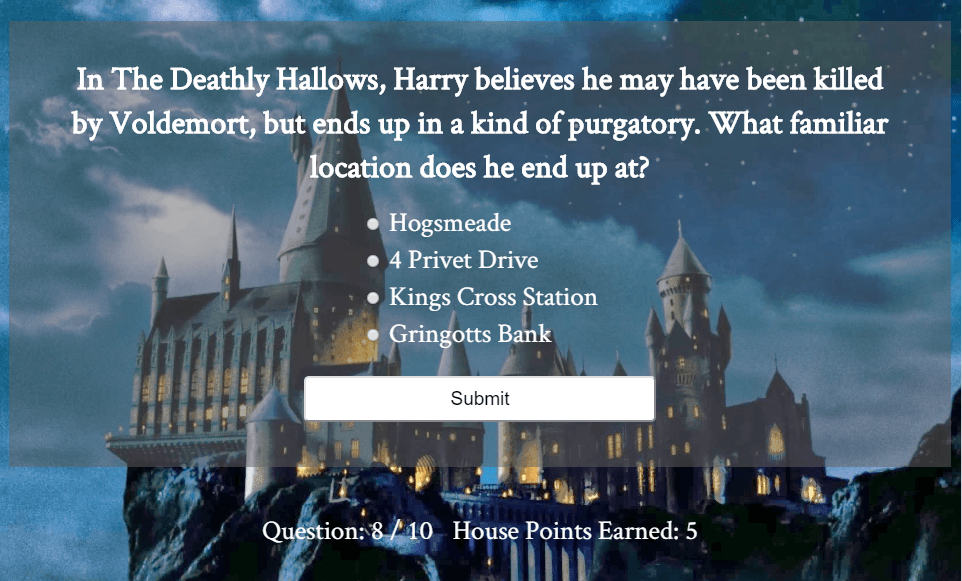 In The Deathly Hallows, Harry believes he may have been killed
by Voldemort, but ends up in a kind of purgatory. What familiar
location does he end up at?
Hogsmeade
4 Privet Drive
Kings Cross Station
Gringotts Bank
Submit
Question: 8 / 10 House Points Earned: 5